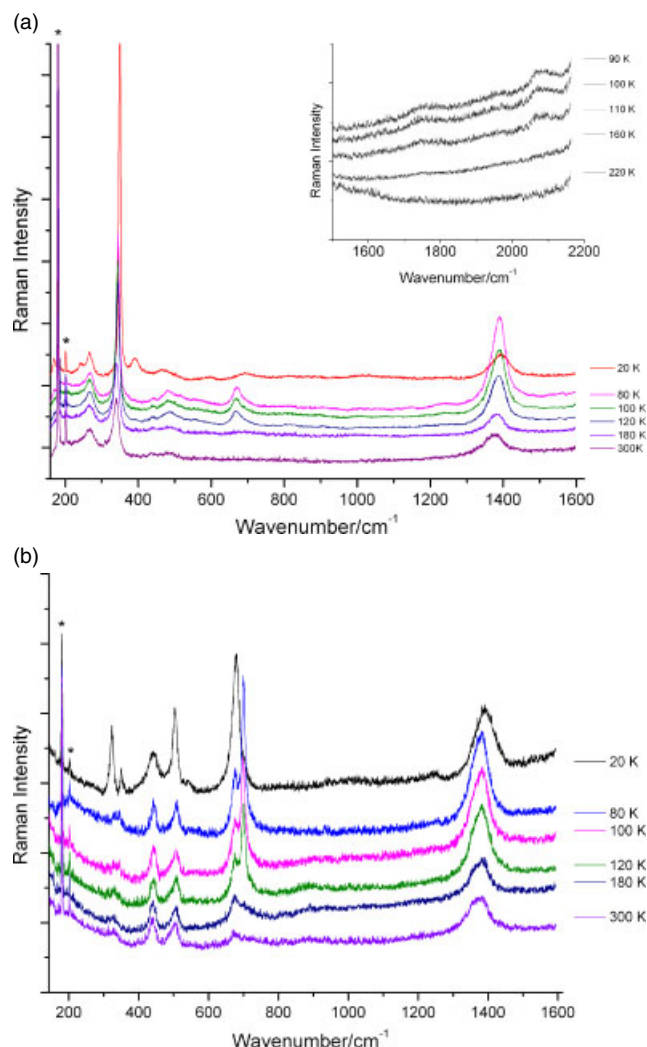 (a)
*
*
Raman Intensity
90 K
100 K
110 K
160 K
220 K
Raman Intensity
1600 1800 2000 2200
Wavenumber/cm-1
20 K
80 K
100 K
120 K
180 K
300K
200 400 600 800 1000 1200 1400 1600
Wavenumber/cm-1
(b)
*
*
Raman Intensity
20 K
80 K
100 K
120 K
180 K
300 K
200 400 600 800 1000 1200 1400 1600
Wavenumber/cm-1